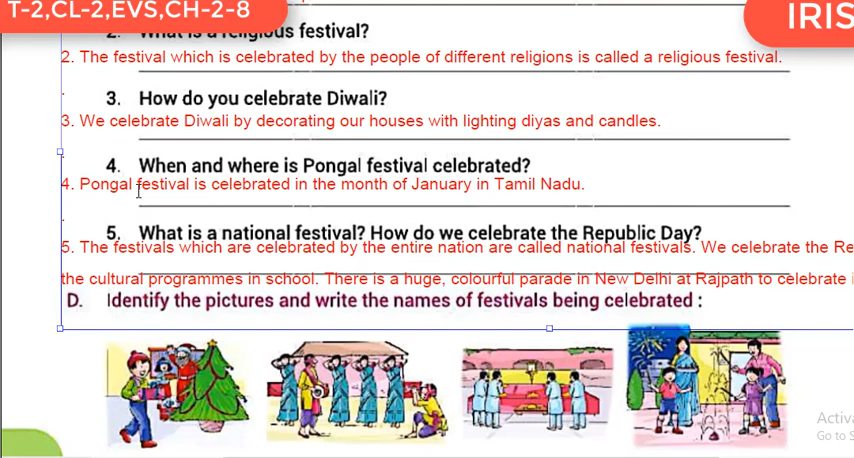 T-2,CL-2,EVS,CH-2-8
IRIS
2. What is a religious festival?
2. The festival which is celebrated by the people of different religions is called a religious festival.
3. How do you celebrate Diwali?
3. We celebrate Diwali by decorating our houses with lighting diyas and candles.
4. When and where is Pongal festival celebrated?
4. Pongal festival is celebrated in the month of January in Tamil Nadu.
5. What is a national festival? How do we celebrate the Republic Day?
5. The festivals which are celebrated by the entire nation are called national festivals. We celebrate the Re
the cultural programmes in school. There is a huge, colourful parade in New Delhi at Rajpath to celebrate i
D. Identify the pictures and write the names of festivals being celebrated :
Activa
Go to S